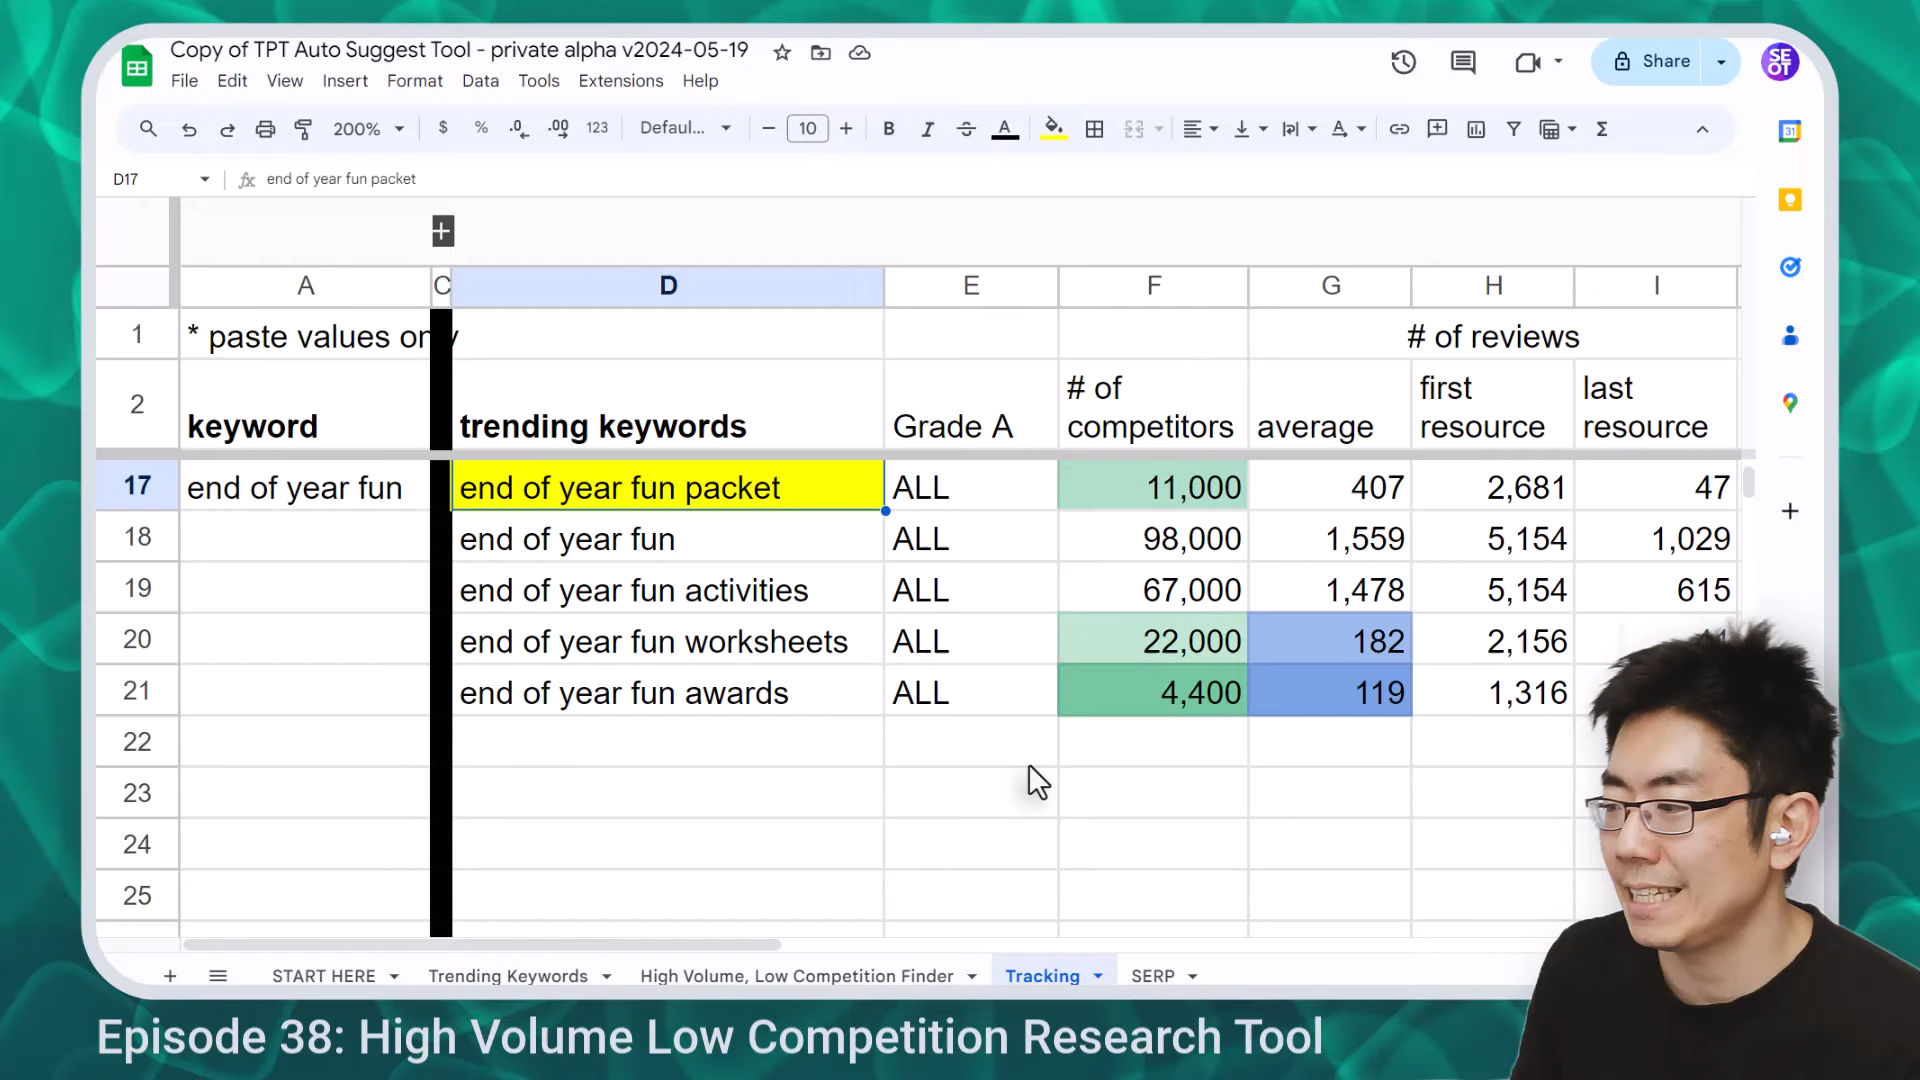 Copy of TPT Auto Suggest Tool - private alpha v2024-05-19
File Edit View Insert Format Data Tools Extensions Help
Share
SE
OT
200% $ % .0 .00 123 Defaul... 10 B I A
31
D17 fx end of year fun packet
A C D E F G H I
1 * paste values only # of reviews
2 keyword trending keywords Grade A # of competitors average first resource last resource
17 end of year fun end of year fun packet ALL 11,000 407 2,681 47
18 end of year fun ALL 98,000 1,559 5,154 1,029
19 end of year fun activities ALL 67,000 1,478 5,154 615
20 end of year fun worksheets ALL 22,000 182 2,156
21 end of year fun awards ALL 4,400 119 1,316
22
23
24
25
START HERE Trending Keywords High Volume, Low Competition Finder Tracking SERP
Episode 38: High Volume Low Competition Research Tool